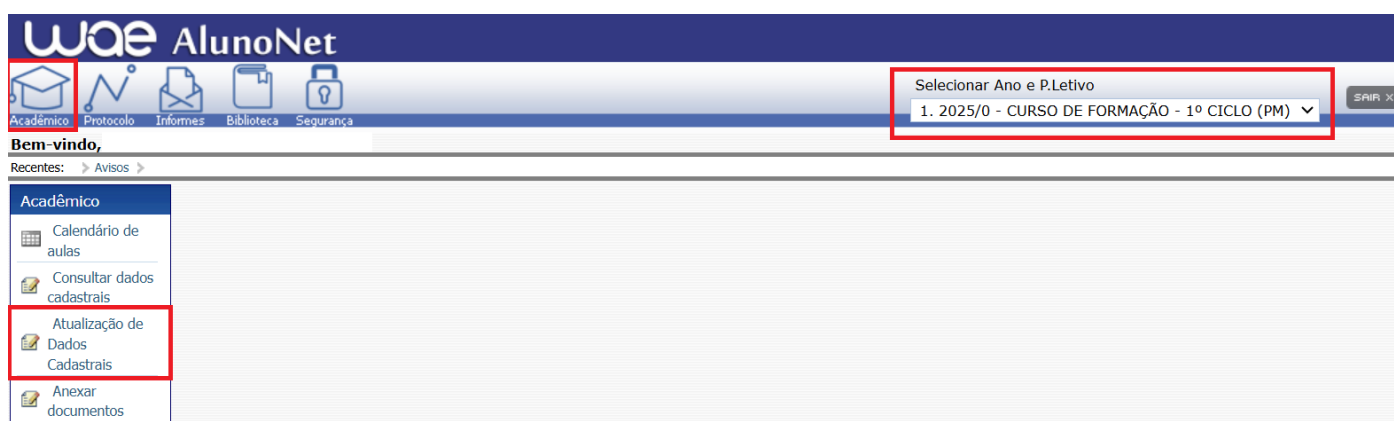 wae AlunoNet
Acadêmico Protocolo Informes Biblioteca Segurança
Selecionar Ano e P.Letivo
1. 2025/0 - CURSO DE FORMAÇÃO - 1º CICLO (PM)
SAIR X
Bem-vindo,
Recentes: Avisos
Acadêmico
Calendário de
aulas
Consultar dados
cadastrais
Atualização de
Dados
Cadastrais
Anexar
documentos